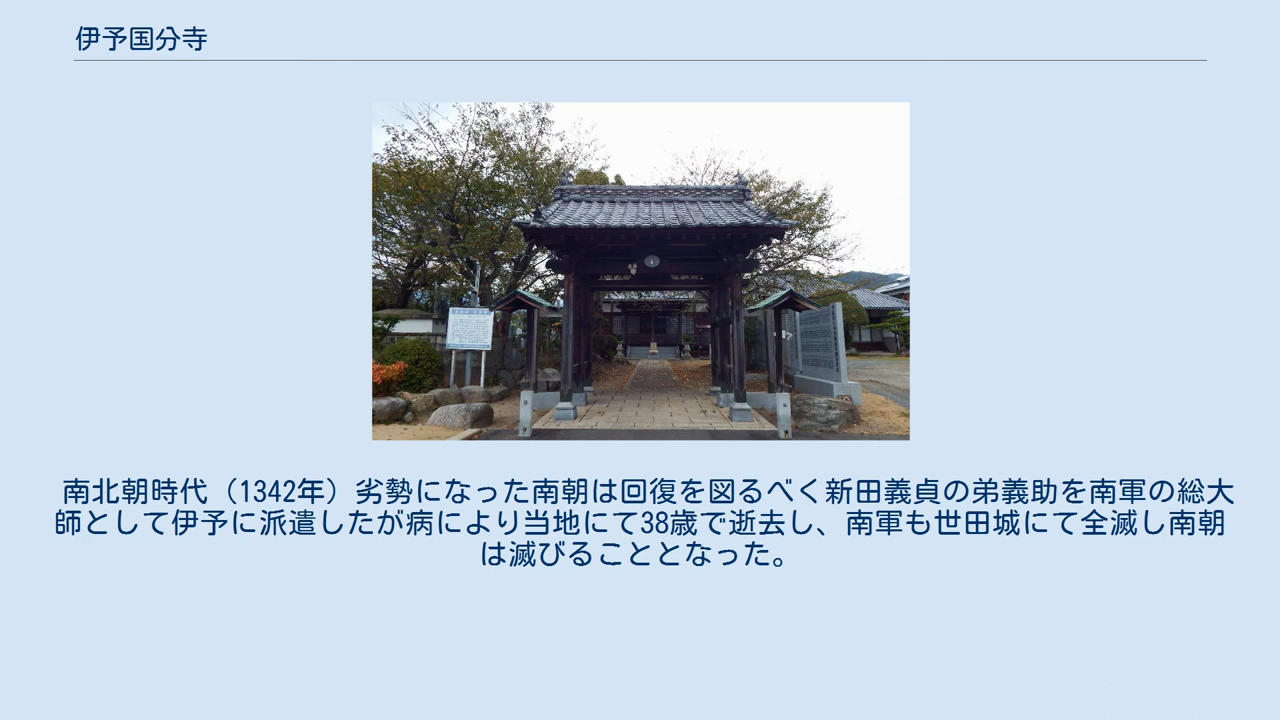 伊予国分寺
南北朝時代（1342年）劣勢になった南朝は回復を図るべく新田義貞の弟義助を南軍の総大
師として伊予に派遣したが病により当地にて38歳で逝去し、南軍も世田城にて全滅し南朝
は滅びることとなった。